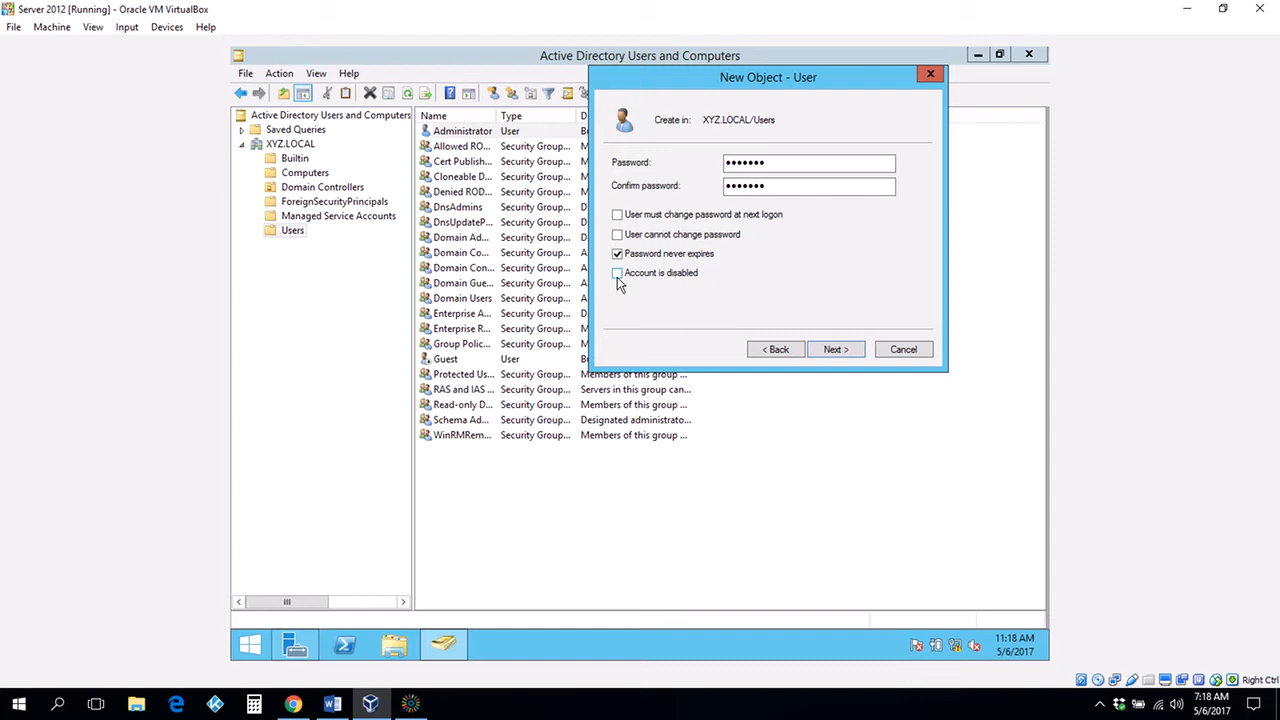 Server 2012 [Running] - Oracle VM VirtualBox
File Machine View Input Devices Help
Active Directory Users and Computers
File Action View Help
New Object - User
Create in: XYZ.LOCAL/Users
Password: •••••••
Confirm password: •••••••
User must change password at next logon
User cannot change password
Password never expires
Account is disabled
< Back Next > Cancel
Active Directory Users and Computers
Saved Queries
XYZ.LOCAL
Builtin
Computers
Domain Controllers
ForeignSecurityPrincipals
Managed Service Accounts
Users
Name Type D
Administrator User B
Allowed RO... Security Group... M
Cert Publish... Security Group... M
Cloneable D... Security Group... M
Denied ROD... Security Group... M
DnsAdmins Security Group... D
DnsUpdateP... Security Group... D
Domain Ad... Security Group... D
Domain Co... Security Group... A
Domain Con... Security Group... A
Domain Gue... Security Group... A
Domain Users Security Group... A
Enterprise A... Security Group... D
Enterprise R... Security Group... M
Group Polic... Security Group... M
Guest User B
Protected Us... Security Group... Members of this group ...
RAS and IAS ... Security Group... Servers in this group can...
Read-only D... Security Group... Members of this group ...
Schema Ad... Security Group... Designated administrato...
WinRMRem... Security Group... Members of this group ...
11:18 AM
5/6/2017
Right Ctrl
7:18 AM
5/6/2017